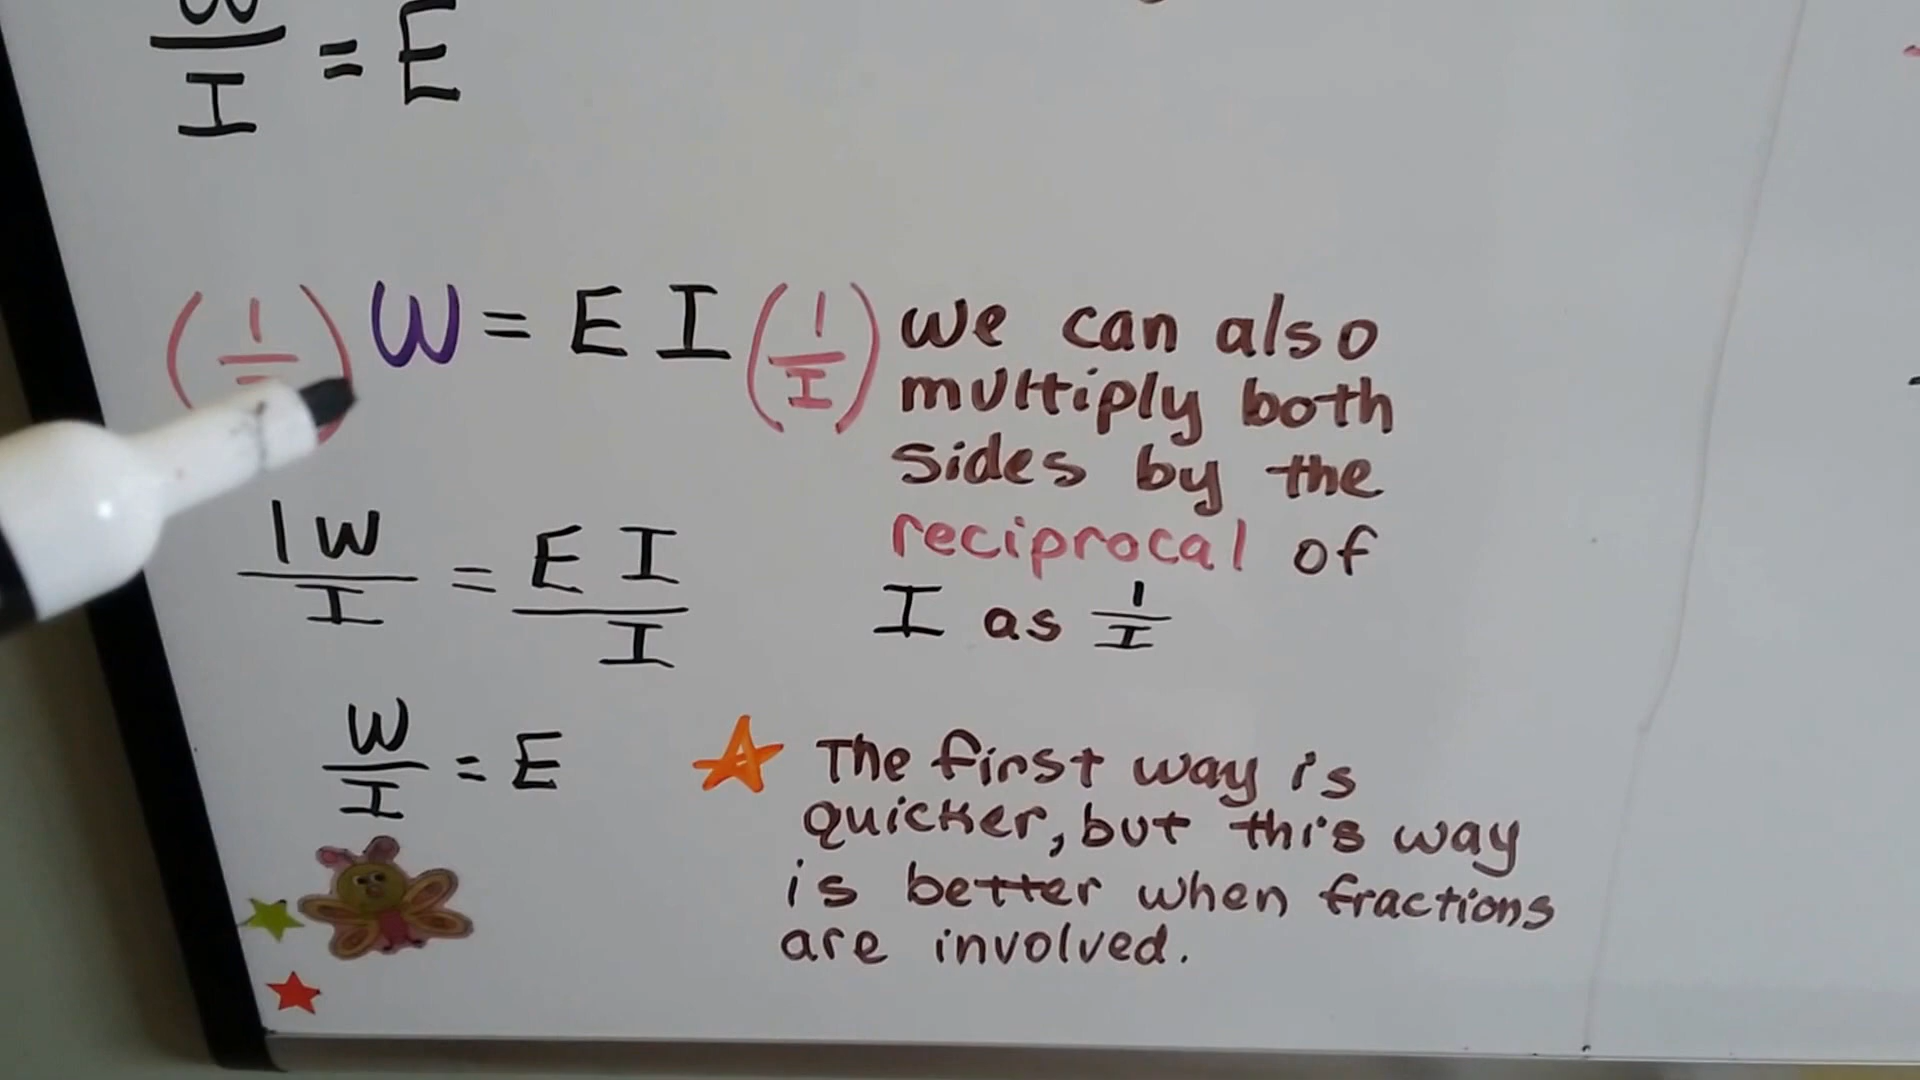 W/I = E
(1/I) W = E I (1/I)
we can also
multiply both
sides by the
reciprocal of
I as 1/I
1W/I = E I/I
W/I = E
The first way is
quicker, but this way
is better when fractions
are involved.